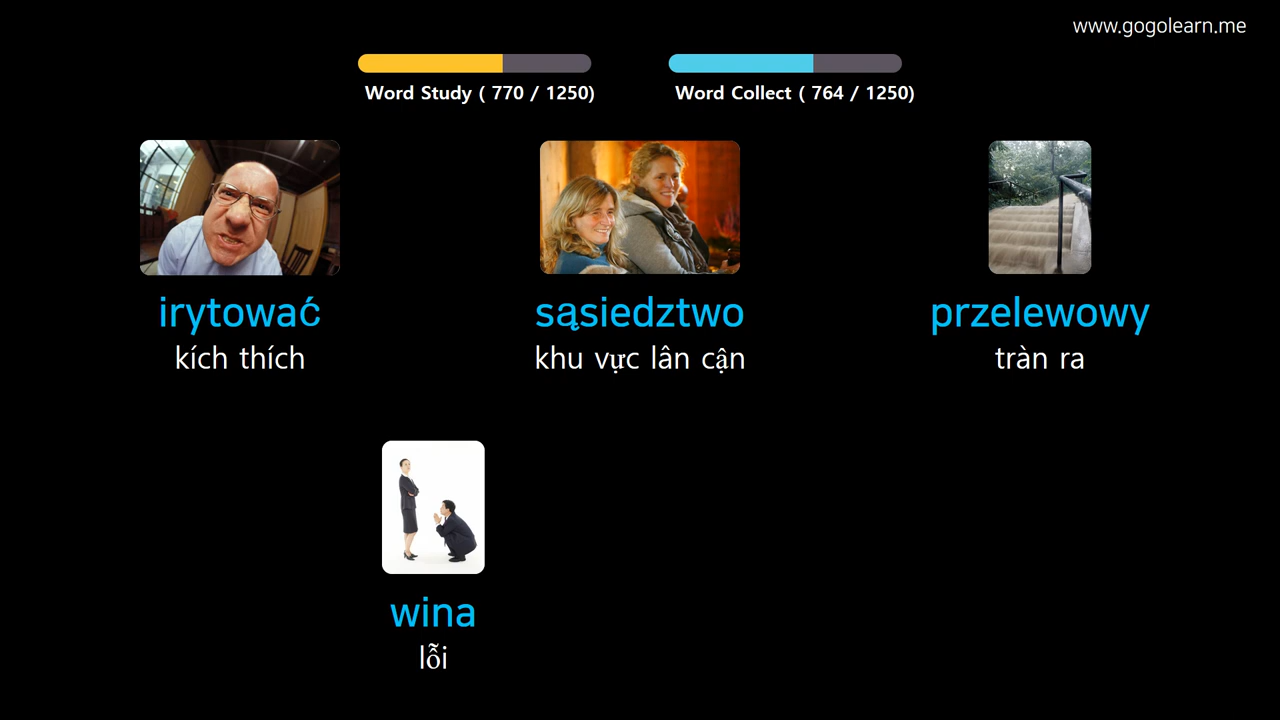 www.gogolearn.me
Word Study ( 770 / 1250)
Word Collect ( 764 / 1250)
irytować
kích thích
sąsiedztwo
khu vực lân cận
przelewowy
tràn ra
wina
lỗi